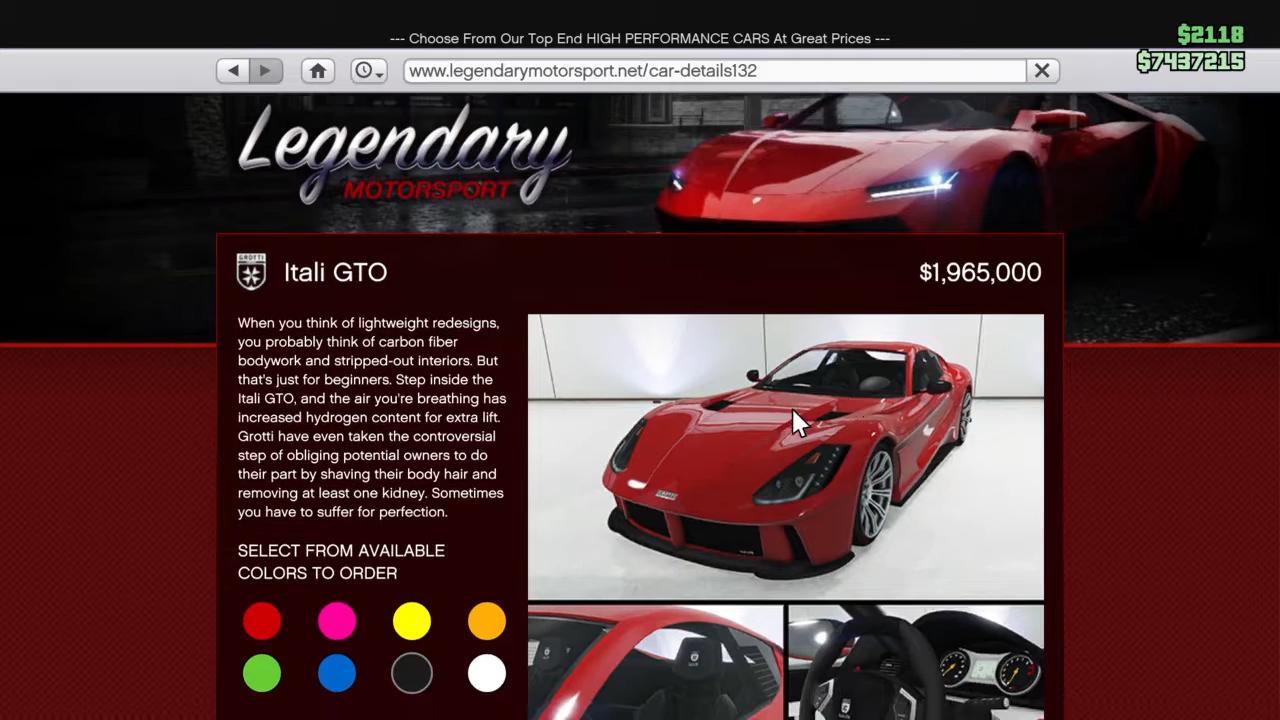 --- Choose From Our Top End HIGH PERFORMANCE CARS At Great Prices ---
$2118
$7437215
www.legendarymotorsport.net/car-details132
Legendary
MOTORSPORT
GROTTI
Itali GTO
$1,965,000
When you think of lightweight redesigns,
you probably think of carbon fiber
bodywork and stripped-out interiors. But
that's just for beginners. Step inside the
Itali GTO, and the air you're breathing has
increased hydrogen content for extra lift.
Grotti have even taken the controversial
step of obliging potential owners to do
their part by shaving their body hair and
removing at least one kidney. Sometimes
you have to suffer for perfection.
SELECT FROM AVAILABLE
COLORS TO ORDER